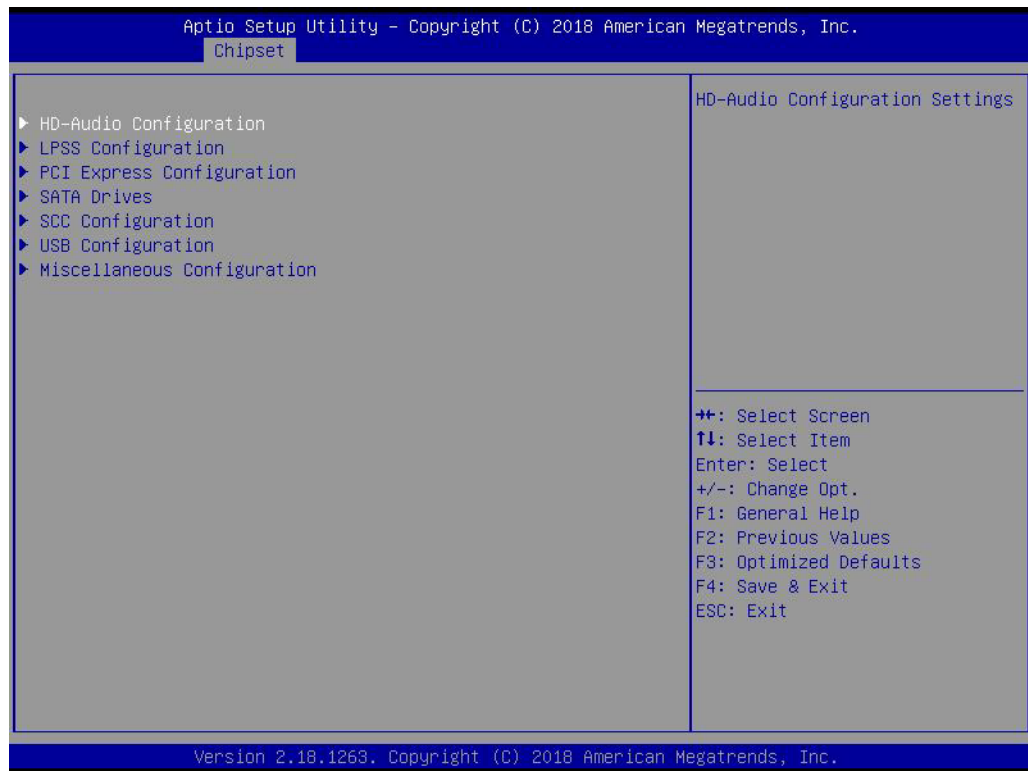 Aptio Setup Utility – Copyright (C) 2018 American Megatrends, Inc.
Chipset
▶ HD-Audio Configuration
▶ LPSS Configuration
▶ PCI Express Configuration
▶ SATA Drives
▶ SCC Configuration
▶ USB Configuration
▶ Miscellaneous Configuration
HD-Audio Configuration Settings
→←: Select Screen
↑↓: Select Item
Enter: Select
+/-: Change Opt.
F1: General Help
F2: Previous Values
F3: Optimized Defaults
F4: Save & Exit
ESC: Exit
Version 2.18.1263. Copyright (C) 2018 American Megatrends, Inc.